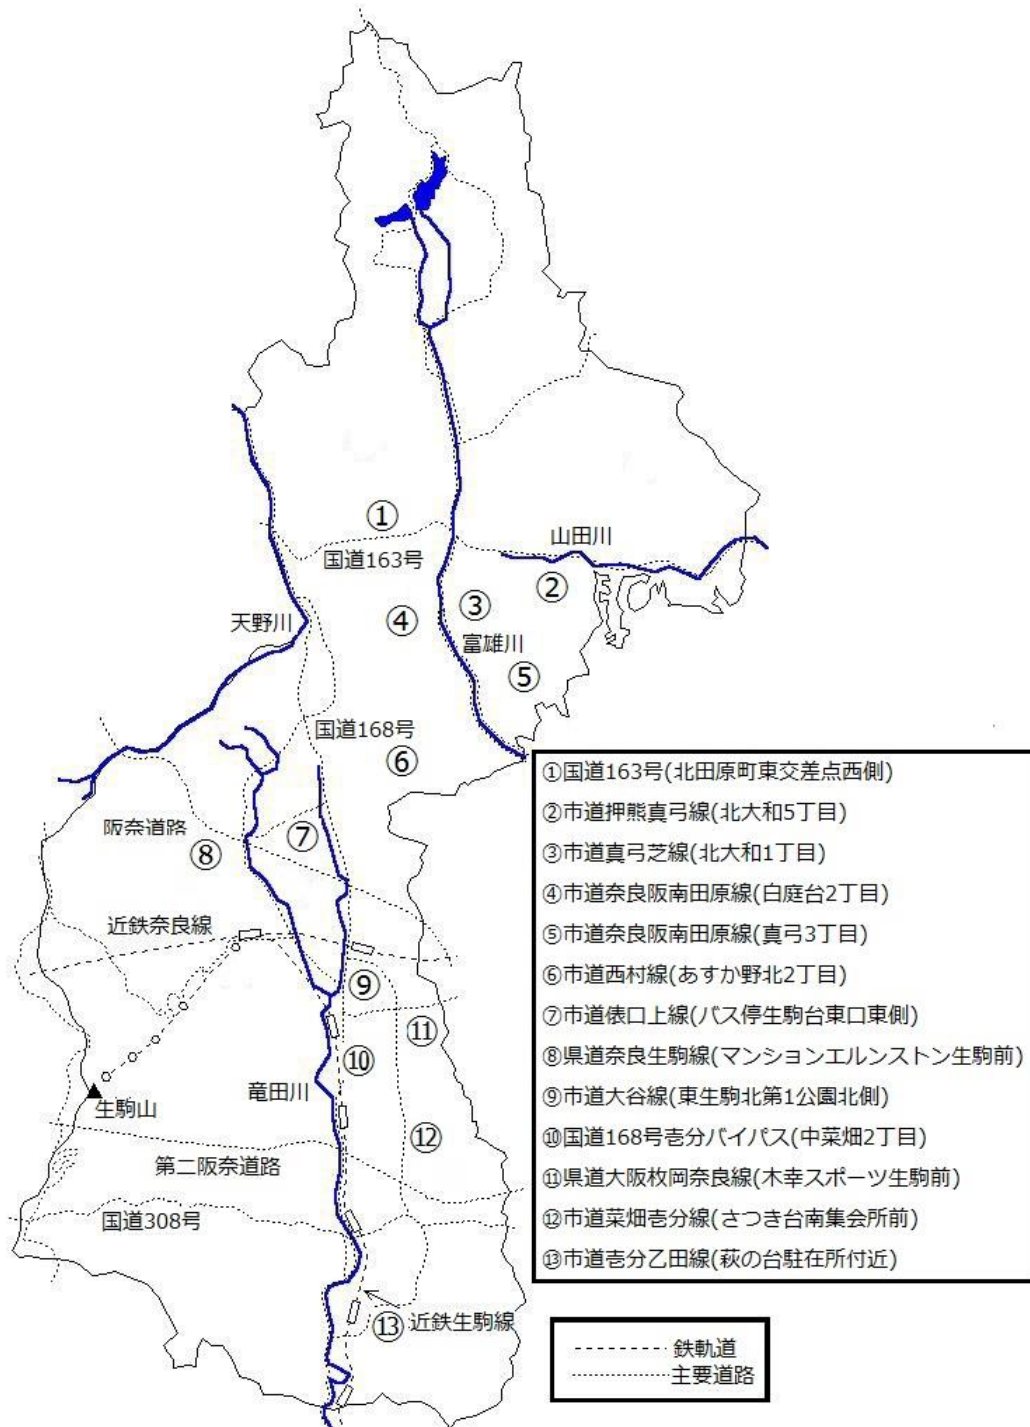 ①
国道163号
山田川
②
③
④
天野川
富雄川
⑤
国道168号
⑥
阪奈道路
⑦
⑧
近鉄奈良線
⑨
⑪
⑩
竜田川
生駒山
⑫
第二阪奈道路
国道308号
⑬
近鉄生駒線
①国道163号(北田原町東交差点西側)
②市道押熊真弓線(北大和5丁目)
③市道真弓芝線(北大和1丁目)
④市道奈良阪南田原線(白庭台2丁目)
⑤市道奈良阪南田原線(真弓3丁目)
⑥市道西村線(あすか野北2丁目)
⑦市道俵口上線(バス停生駒台東口東側)
⑧県道奈良生駒線(マンションエルンストン生駒前)
⑨市道大谷線(東生駒北第1公園北側)
⑩国道168号壱分バイパス(中菜畑2丁目)
⑪県道大阪枚岡奈良線(木幸スポーツ生駒前)
⑫市道菜畑壱分線(さつき台南集会所前)
⑬市道壱分乙田線(萩の台駐在所付近)
鉄軌道
主要道路